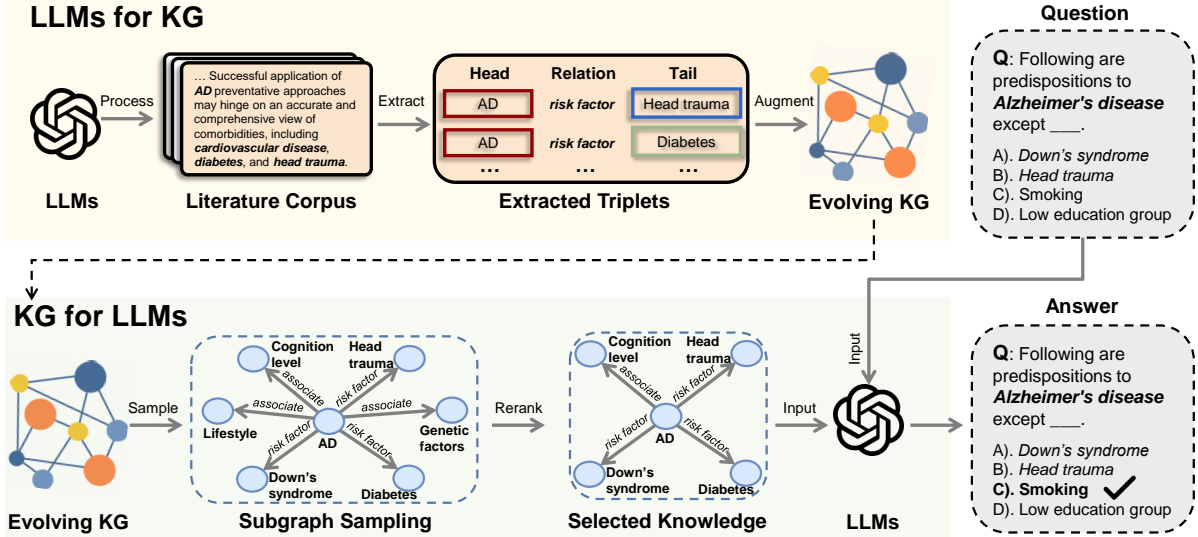 LLMs for KG
Process
LLMs
… Successful application of
AD preventative approaches
may hinge on an accurate and
comprehensive view of
comorbidities, including
cardiovascular disease,
diabetes, and head trauma.
Literature Corpus
Extract
Head Relation Tail
AD risk factor Head trauma
AD risk factor Diabetes
… … …
Extracted Triplets
Augment
Evolving KG
Question
Q: Following are
predispositions to
Alzheimer's disease
except ___.
A). Down's syndrome
B). Head trauma
C). Smoking
D). Low education group
KG for LLMs
Evolving KG
Sample
Cognition
level
Head
trauma
associate
risk factor
associate
associate
Lifestyle
AD
Genetic
factors
risk factor
risk factor
Down's
syndrome
Diabetes
Subgraph Sampling
Rerank
Cognition
level
Head
trauma
associate
risk factor
AD
risk factor
risk factor
Down's
syndrome
Diabetes
Selected Knowledge
Input
Input
LLMs
Answer
Q: Following are
predispositions to
Alzheimer's disease
except ___.
A). Down's syndrome
B). Head trauma
C). Smoking
D). Low education group